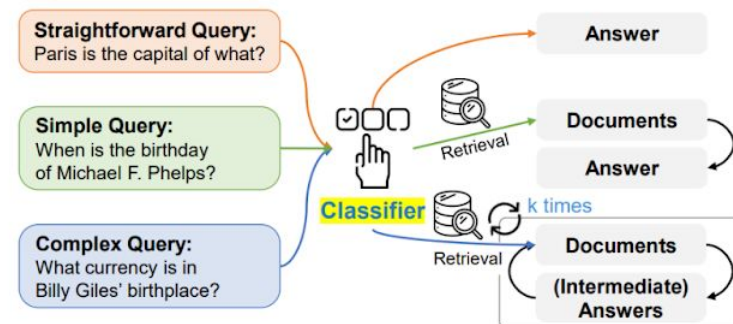 Straightforward Query:
Paris is the capital of what?
Simple Query:
When is the birthday
of Michael F. Phelps?
Complex Query:
What currency is in
Billy Giles' birthplace?
Classifier
Answer
Retrieval
Documents
Answer
Retrieval
k times
Documents
(Intermediate)
Answers